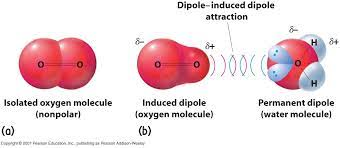 Dipole–induced dipole
attraction
δ− δ+ δ−
H
O O O O O
H
δ+
Isolated oxygen molecule
(nonpolar)
Induced dipole
(oxygen molecule)
Permanent dipole
(water molecule)
(a) (b)
Copyright © 2007 Pearson Education, Inc., publishing as Pearson Addison-Wesley